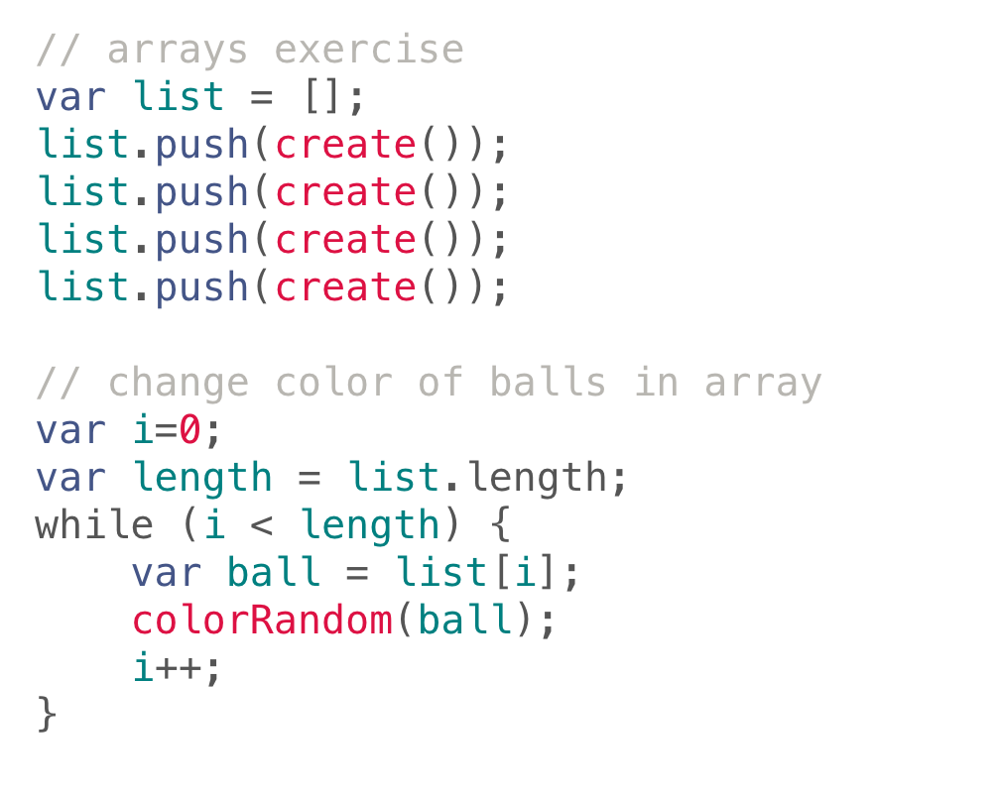 // arrays exercise
var list = [];
list.push(create());
list.push(create());
list.push(create());
list.push(create());

// change color of balls in array
var i=0;
var length = list.length;
while (i < length) {
    var ball = list[i];
    colorRandom(ball);
    i++;
}